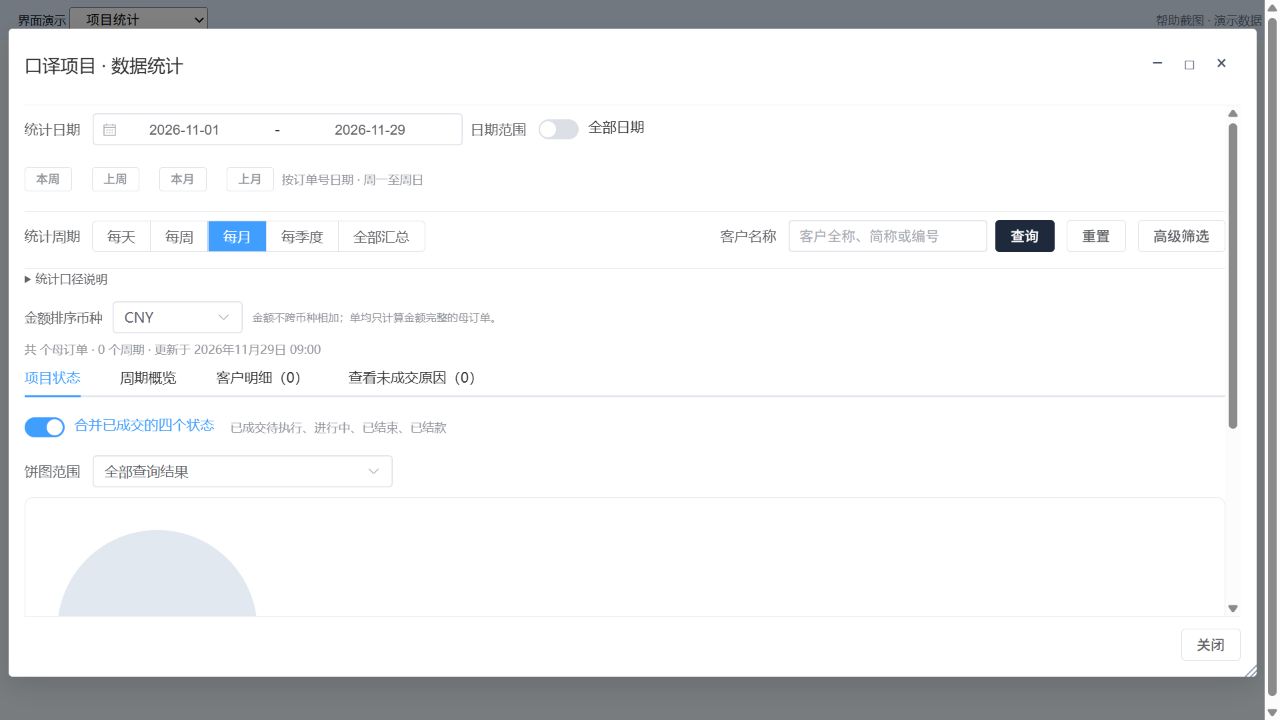 界面演示 项目统计 帮助截图 · 演示数据
口译项目 · 数据统计
统计日期 2026-11-01 - 2026-11-29 日期范围 全部日期
本周 上周 本月 上月 按订单号日期 · 周一至周日
统计周期 每天 每周 每月 每季度 全部汇总 客户名称 客户全称、简称或编号 查询 重置 高级筛选
统计口径说明
金额排序币种 CNY 金额不跨币种相加；单均只计算金额完整的母订单。
共 个母订单 · 0 个周期 · 更新于 2026年11月29日 09:00
项目状态 周期概览 客户明细（0） 查看未成交原因（0）
合并已成交的四个状态 已成交待执行、进行中、已结束、已结款
饼图范围 全部查询结果
关闭